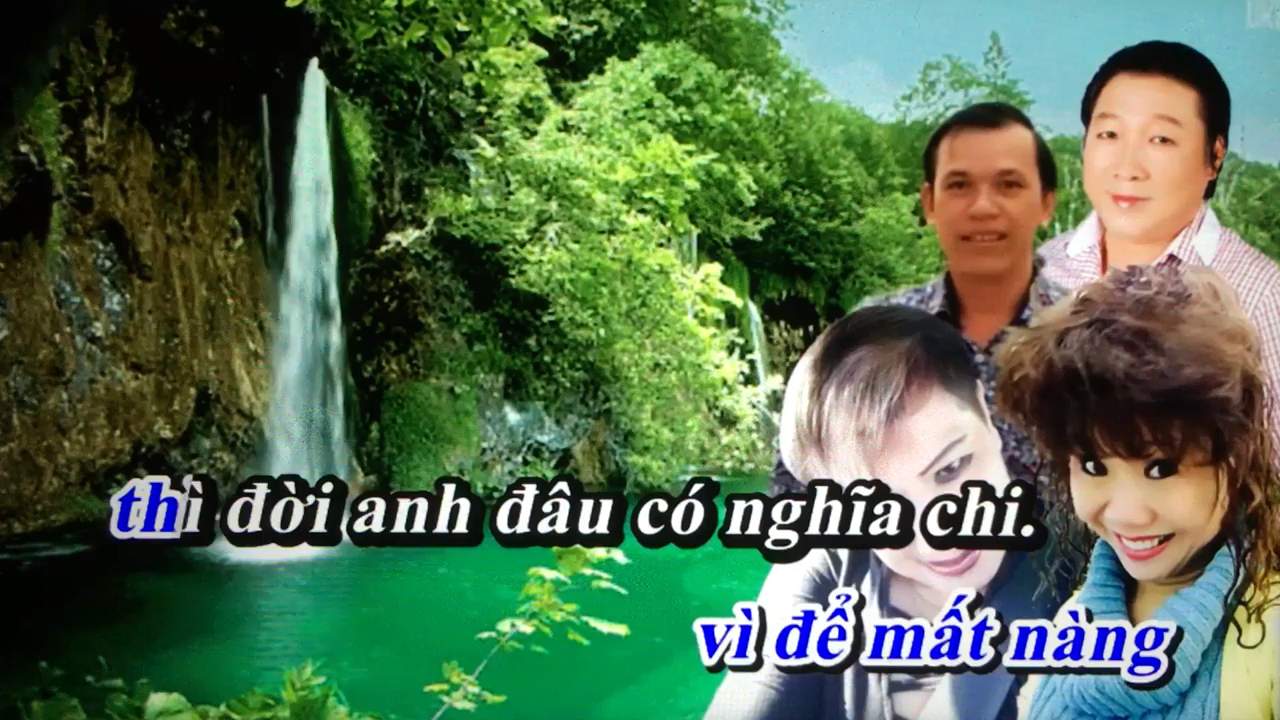 thì đời anh đâu có nghĩa chi.
vì để mất nàng